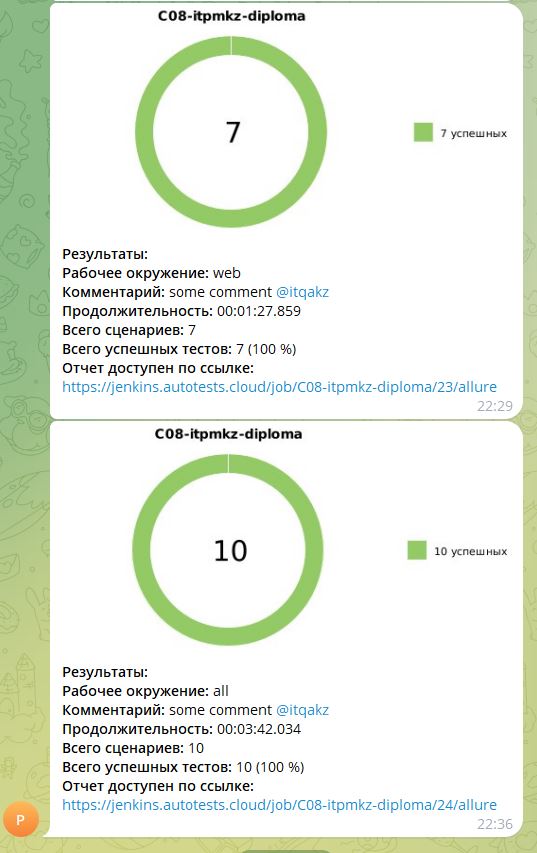 C08-itpmkz-diploma
7
7 успешных
Результаты:
Рабочее окружение: web
Комментарий: some comment @itqakz
Продолжительность: 00:01:27.859
Всего сценариев: 7
Всего успешных тестов: 7 (100 %)
Отчет доступен по ссылке:
https://jenkins.autotests.cloud/job/C08-itpmkz-diploma/23/allure
22:29
C08-itpmkz-diploma
10
10 успешных
Результаты:
Рабочее окружение: all
Комментарий: some comment @itqakz
Продолжительность: 00:03:42.034
Всего сценариев: 10
Всего успешных тестов: 10 (100 %)
Отчет доступен по ссылке:
https://jenkins.autotests.cloud/job/C08-itpmkz-diploma/24/allure
P
22:36